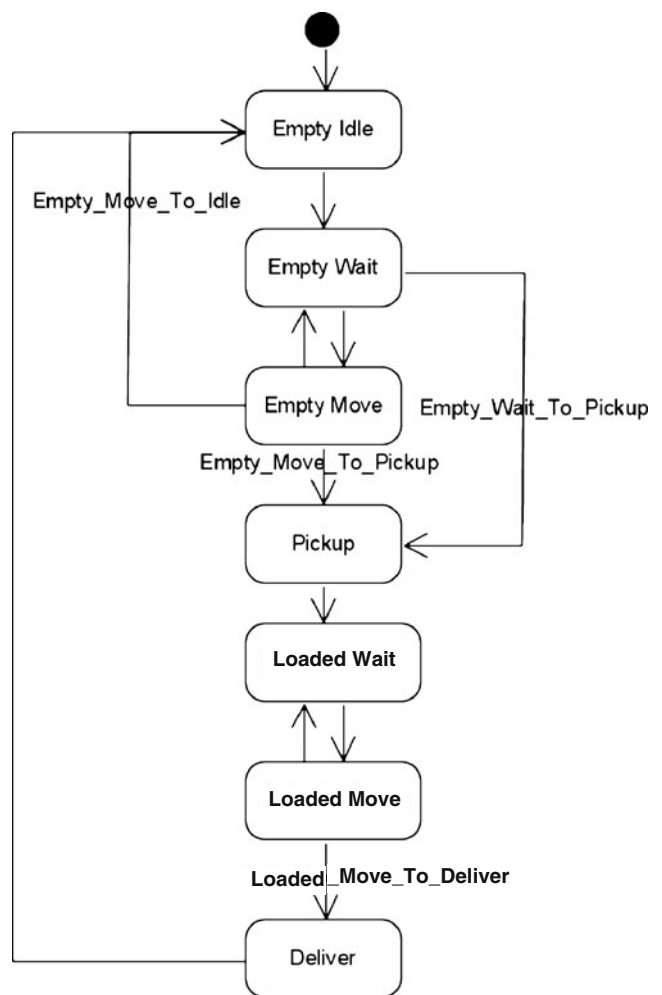 Empty Idle
Empty_Move_To_Idle
Empty Wait
Empty Move
Empty_Wait_To_Pickup
Empty_Move_To_Pickup
Pickup
Loaded Wait
Loaded Move
Loaded_Move_To_Deliver
Deliver